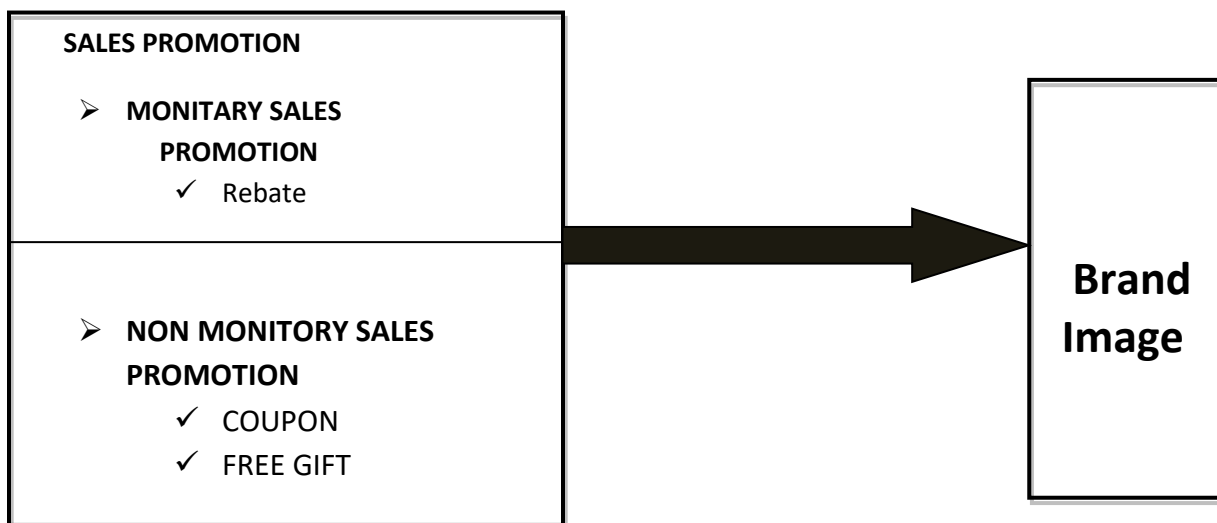 SALES PROMOTION
➢ MONITARY SALES
PROMOTION
✓ Rebate
➢ NON MONITORY SALES
PROMOTION
✓ COUPON
✓ FREE GIFT
Brand
Image